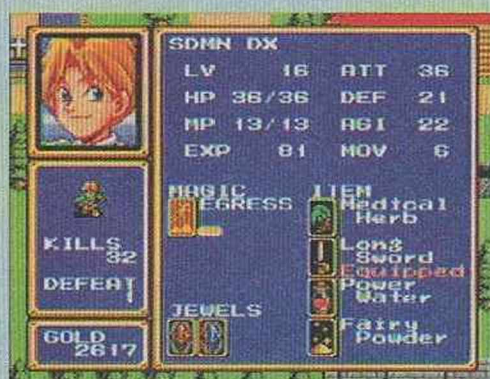 SDMN DX
LV 16 ATT 36
HP 36/36 DEF 21
MP 13/13 AGI 22
EXP 81 MOV 6
MAGIC ITEM
EGRESS Medical
Herb
Long
Sword
Equipped
Power
Water
Fairy
Powder
JEWELS
KILLS
32
DEFEAT
1
GOLD
2617